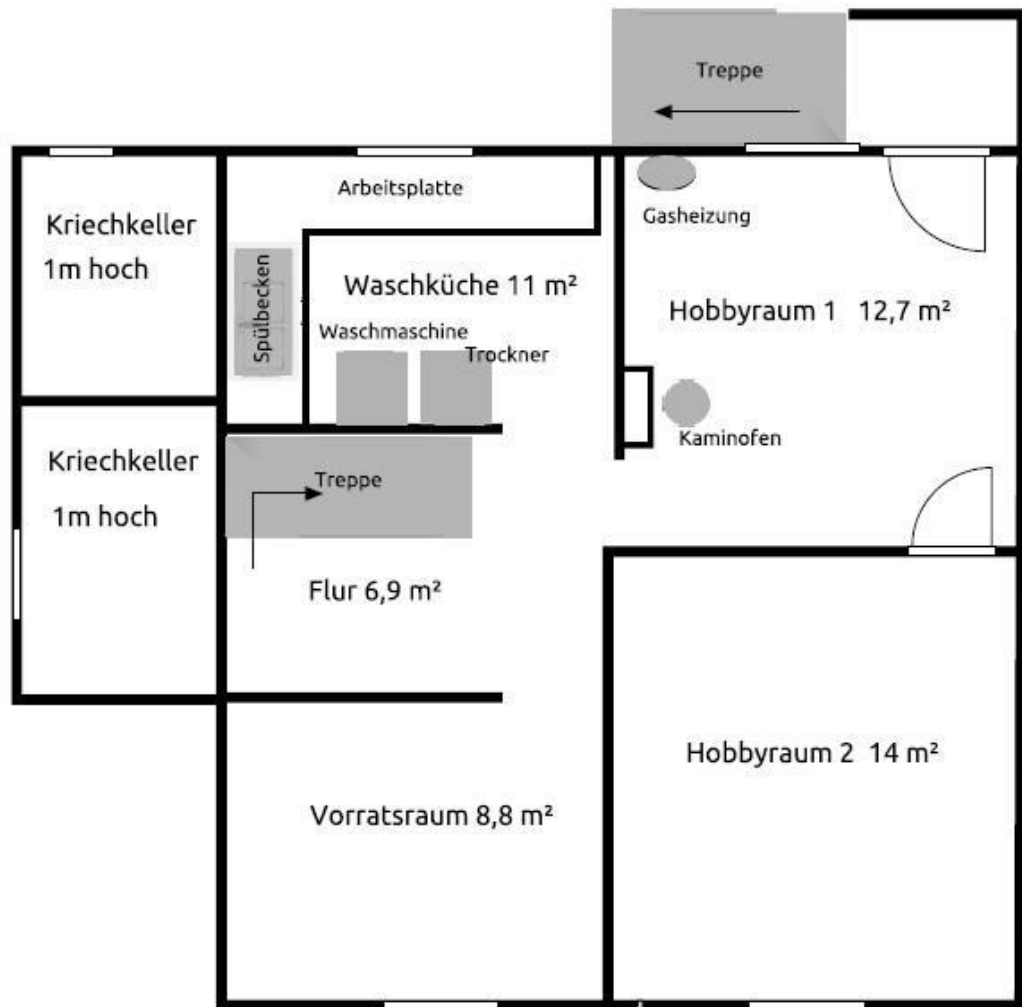 Treppe
Arbeitsplatte
Gasheizung
Kriechkeller
1m hoch
Spülbecken
Waschküche 11 m²
Waschmaschine
Trockner
Hobbyraum 1 12,7 m²
Kaminofen
Kriechkeller
1m hoch
Treppe
Flur 6,9 m²
Hobbyraum 2 14 m²
Vorratsraum 8,8 m²